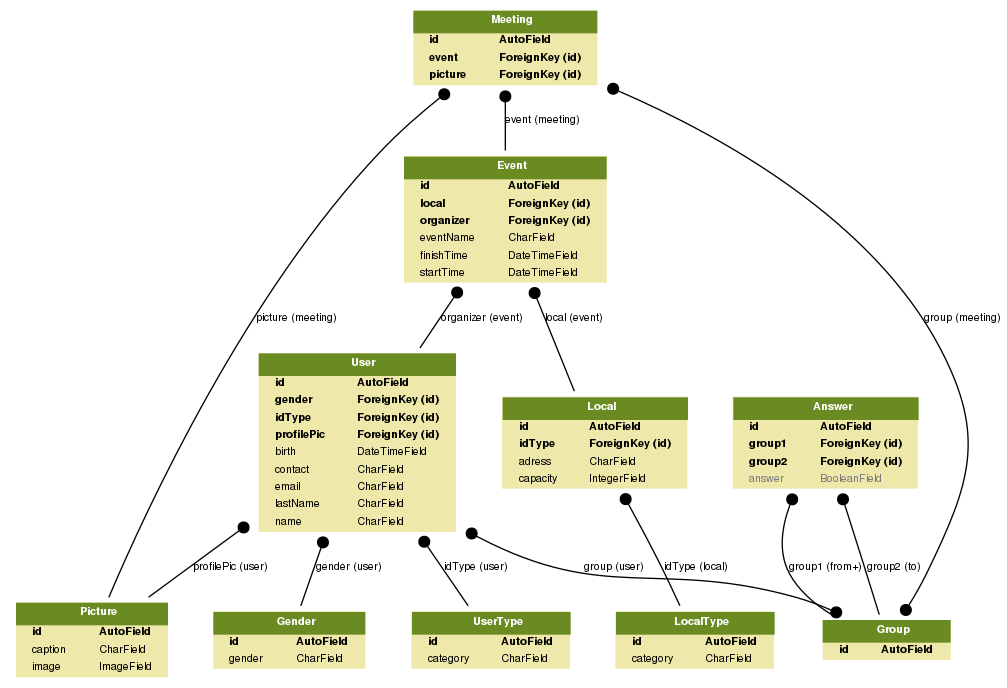 Meeting
id AutoField
event ForeignKey (id)
picture ForeignKey (id)
event (meeting)
Event
id AutoField
local ForeignKey (id)
organizer ForeignKey (id)
eventName CharField
finishTime DateTimeField
startTime DateTimeField
picture (meeting)
organizer (event)
local (event)
group (meeting)
User
id AutoField
gender ForeignKey (id)
idType ForeignKey (id)
profilePic ForeignKey (id)
birth DateTimeField
contact CharField
email CharField
lastName CharField
name CharField
Local
id AutoField
idType ForeignKey (id)
adress CharField
capacity IntegerField
Answer
id AutoField
group1 ForeignKey (id)
group2 ForeignKey (id)
answer BooleanField
profilePic (user)
gender (user)
idType (user)
group (user)
idType (local)
group1 (from+)
group2 (to)
Picture
id AutoField
caption CharField
image ImageField
Gender
id AutoField
gender CharField
UserType
id AutoField
category CharField
LocalType
id AutoField
category CharField
Group
id AutoField